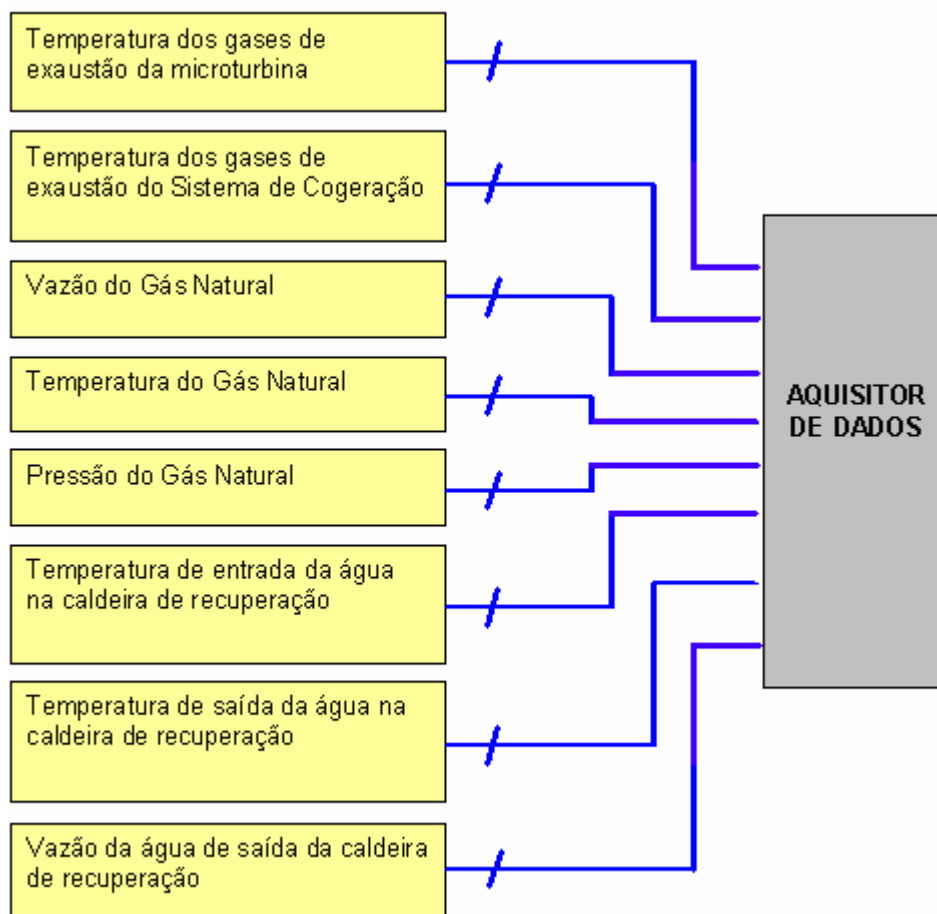 Temperatura dos gases de
exaustão da microturbina
Temperatura dos gases de
exaustão do Sistema de Cogeração
Vazão do Gás Natural
Temperatura do Gás Natural
Pressão do Gás Natural
Temperatura de entrada da água
na caldeira de recuperação
Temperatura de saída da água na
caldeira de recuperação
Vazão da água de saída da caldeira
de recuperação
AQUISITOR
DE DADOS